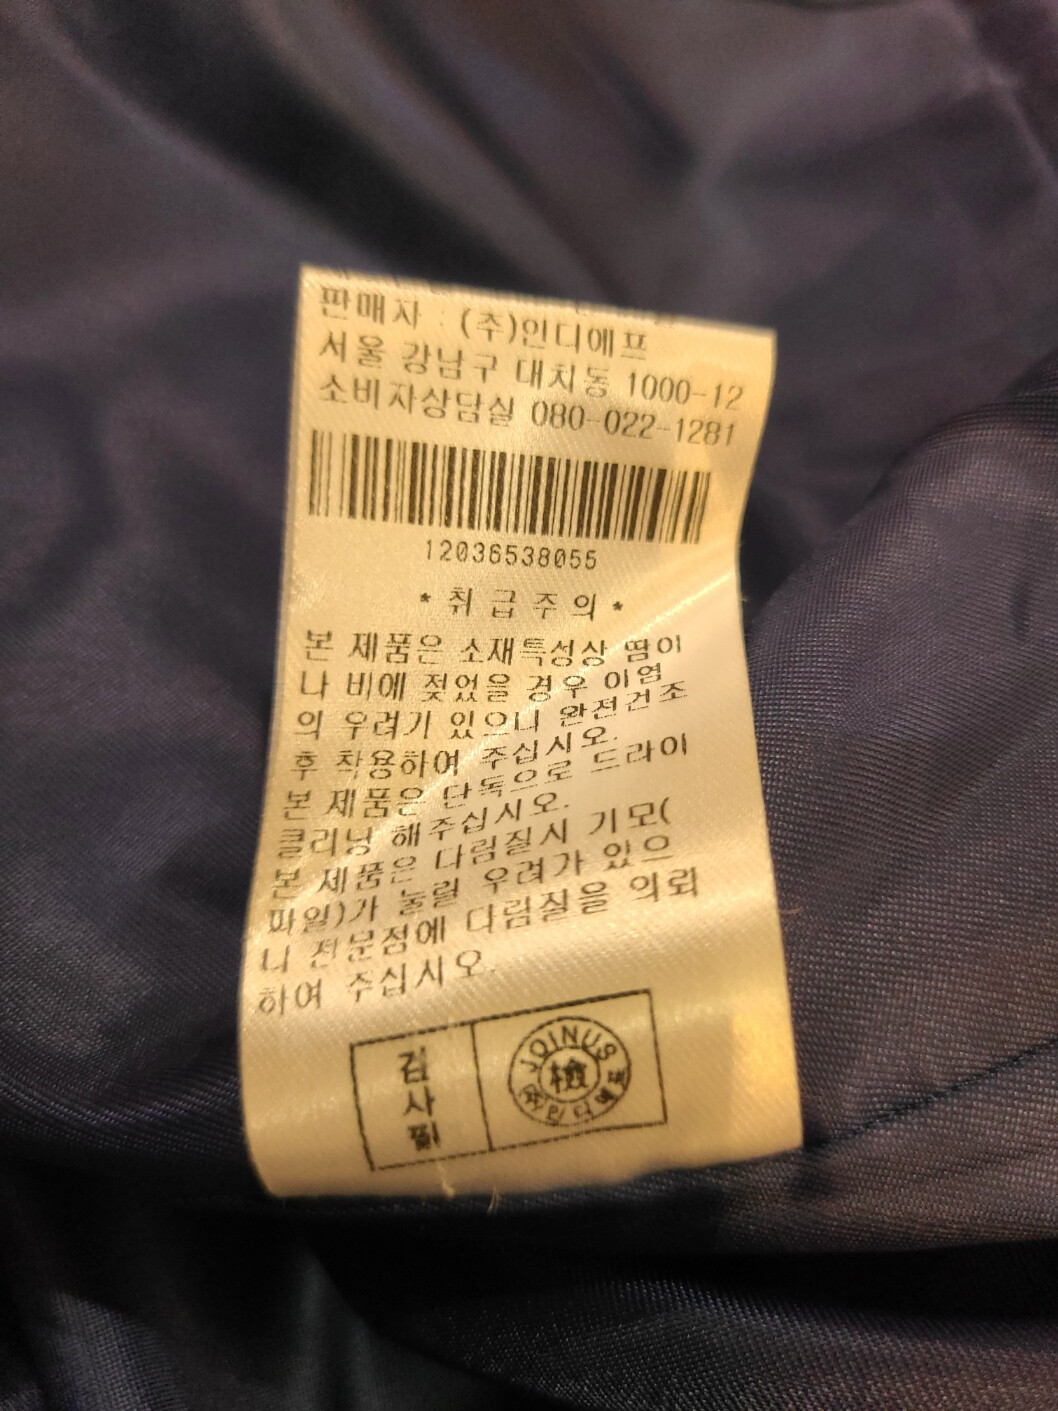 판매자 : (주)인디에프
서울 강남구 대치동 1000-12
소비자상담실 080-022-1281
12036538055
* 취 급 주 의 *
본 제품은 소재특성상 땀이
나 비에 젖었을 경우 이염
의 우려가 있으니 완전건조
후 착용하여 주십시오.
본 제품은 단독으로 드라이
클리닝 해주십시오.
본 제품은 다림질시 기모(
파일)가 눌릴 우려가 있으
니 전문점에 다림질을 의뢰
하여 주십시오.
검
사
필
JOINUS
檢
㈜인디에프